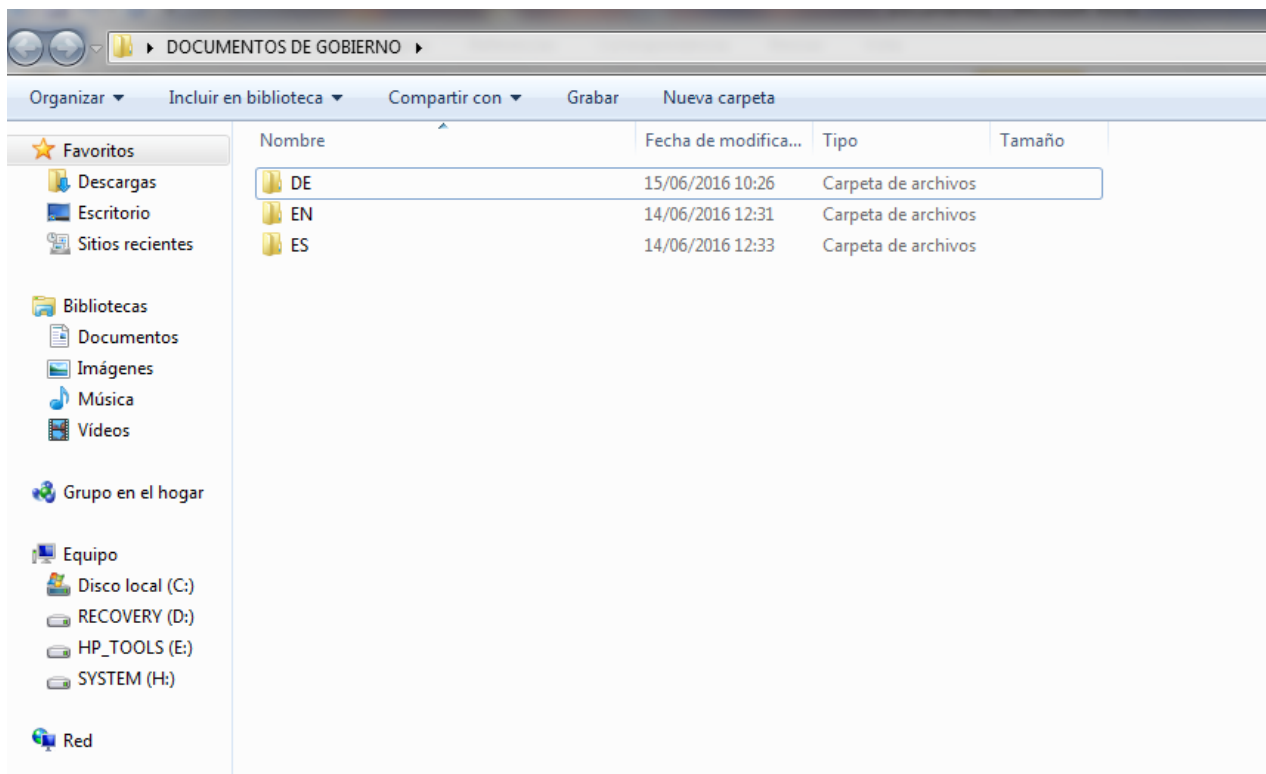 DOCUMENTOS DE GOBIERNO
Organizar Incluir en biblioteca Compartir con Grabar Nueva carpeta
Favoritos
Descargas
Escritorio
Sitios recientes
Bibliotecas
Documentos
Imágenes
Música
Vídeos
Grupo en el hogar
Equipo
Disco local (C:)
RECOVERY (D:)
HP_TOOLS (E:)
SYSTEM (H:)
Red
Nombre Fecha de modifica... Tipo Tamaño
DE 15/06/2016 10:26 Carpeta de archivos
EN 14/06/2016 12:31 Carpeta de archivos
ES 14/06/2016 12:33 Carpeta de archivos